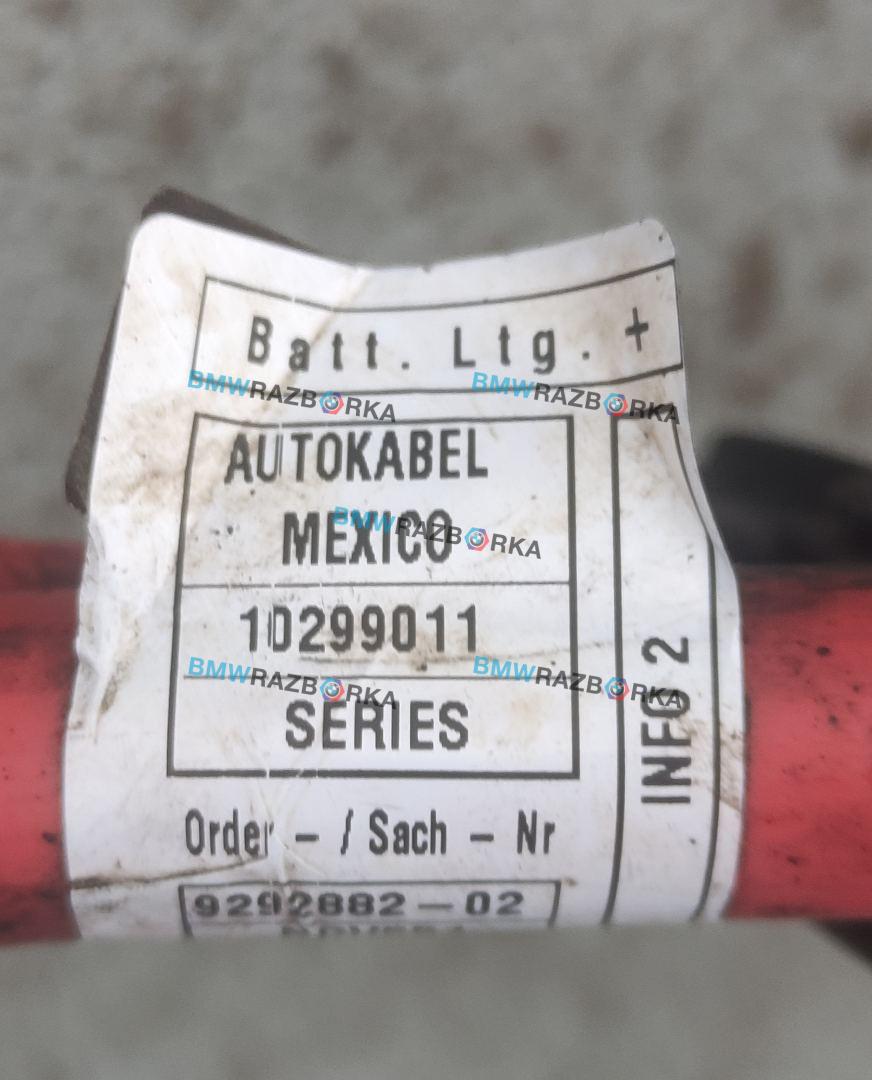 Batt. Ltg. +
AUTOKABEL
MEXICO
10299011
SERIES
INFO 2
Order - / Sach - Nr
9292882-02
BMWRAZBORKA
BMWRAZBORKA
BMWRAZBORKA
BMWRAZBORKA
BMWRAZBORKA